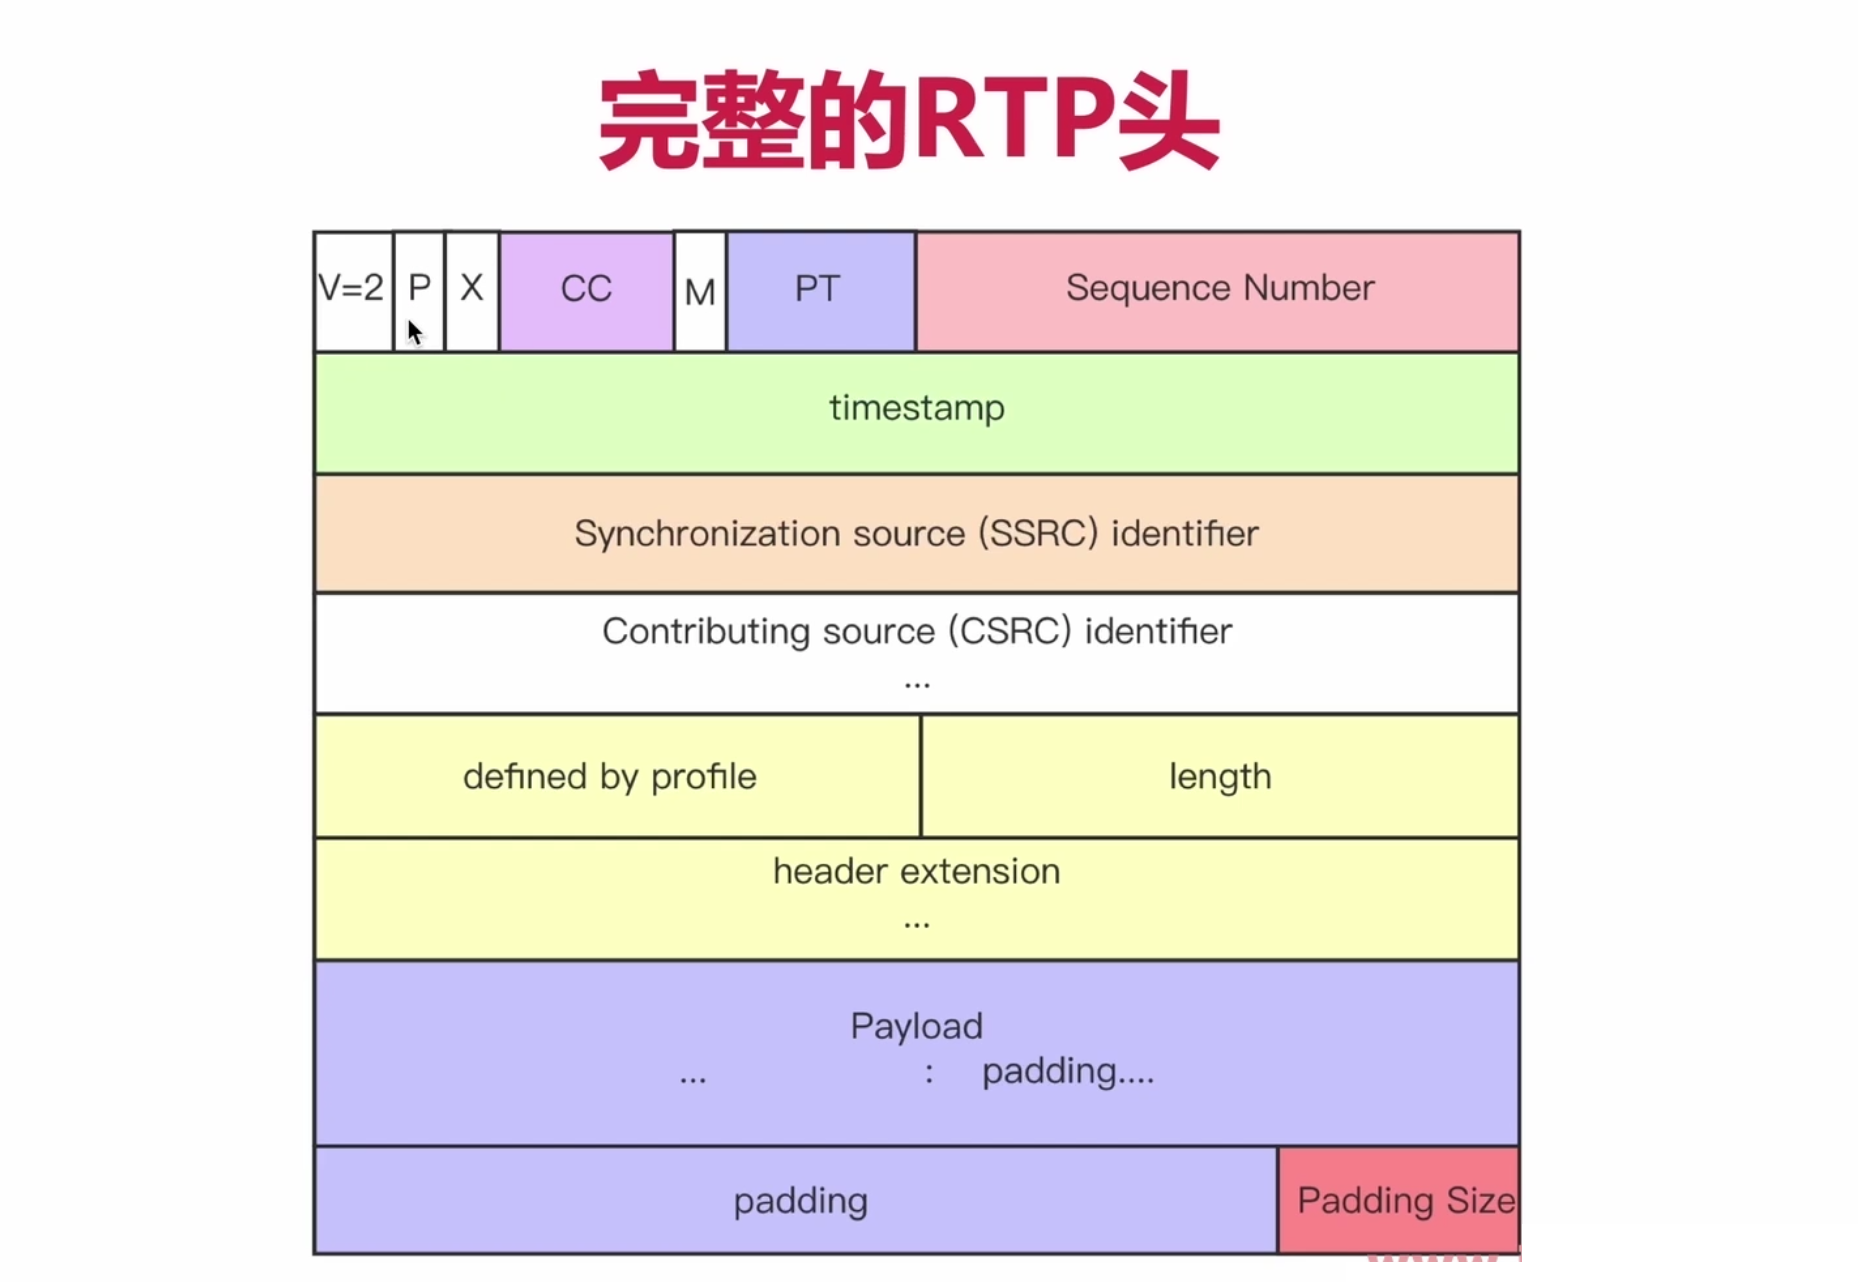 完整的RTP头
V=2 P X CC M PT Sequence Number
timestamp
Synchronization source (SSRC) identifier
Contributing source (CSRC) identifier
...
defined by profile length
header extension
...
Payload
... : padding....
padding Padding Size